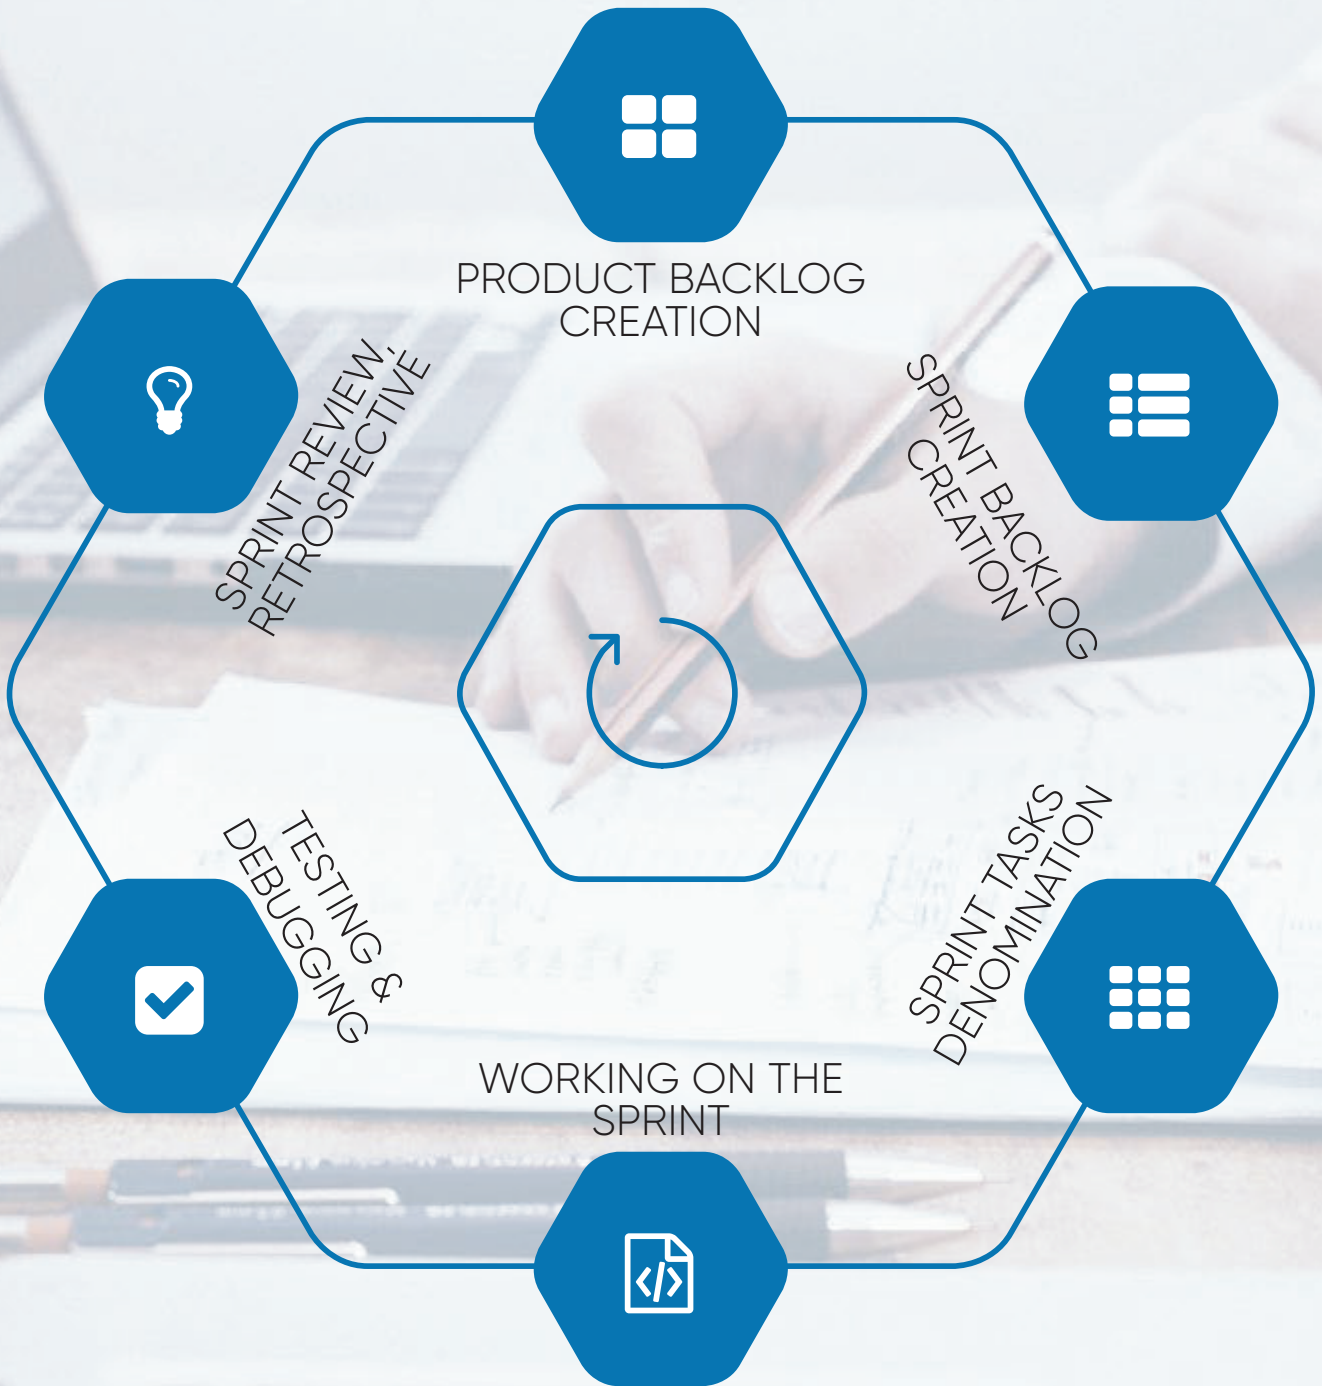 PRODUCT BACKLOG
CREATION
SPRINT BACKLOG
CREATION
SPRINT TASKS
DENOMINATION
WORKING ON THE
SPRINT
TESTING &
DEBUGGING
SPRINT REVIEW,
RETROSPECTIVE